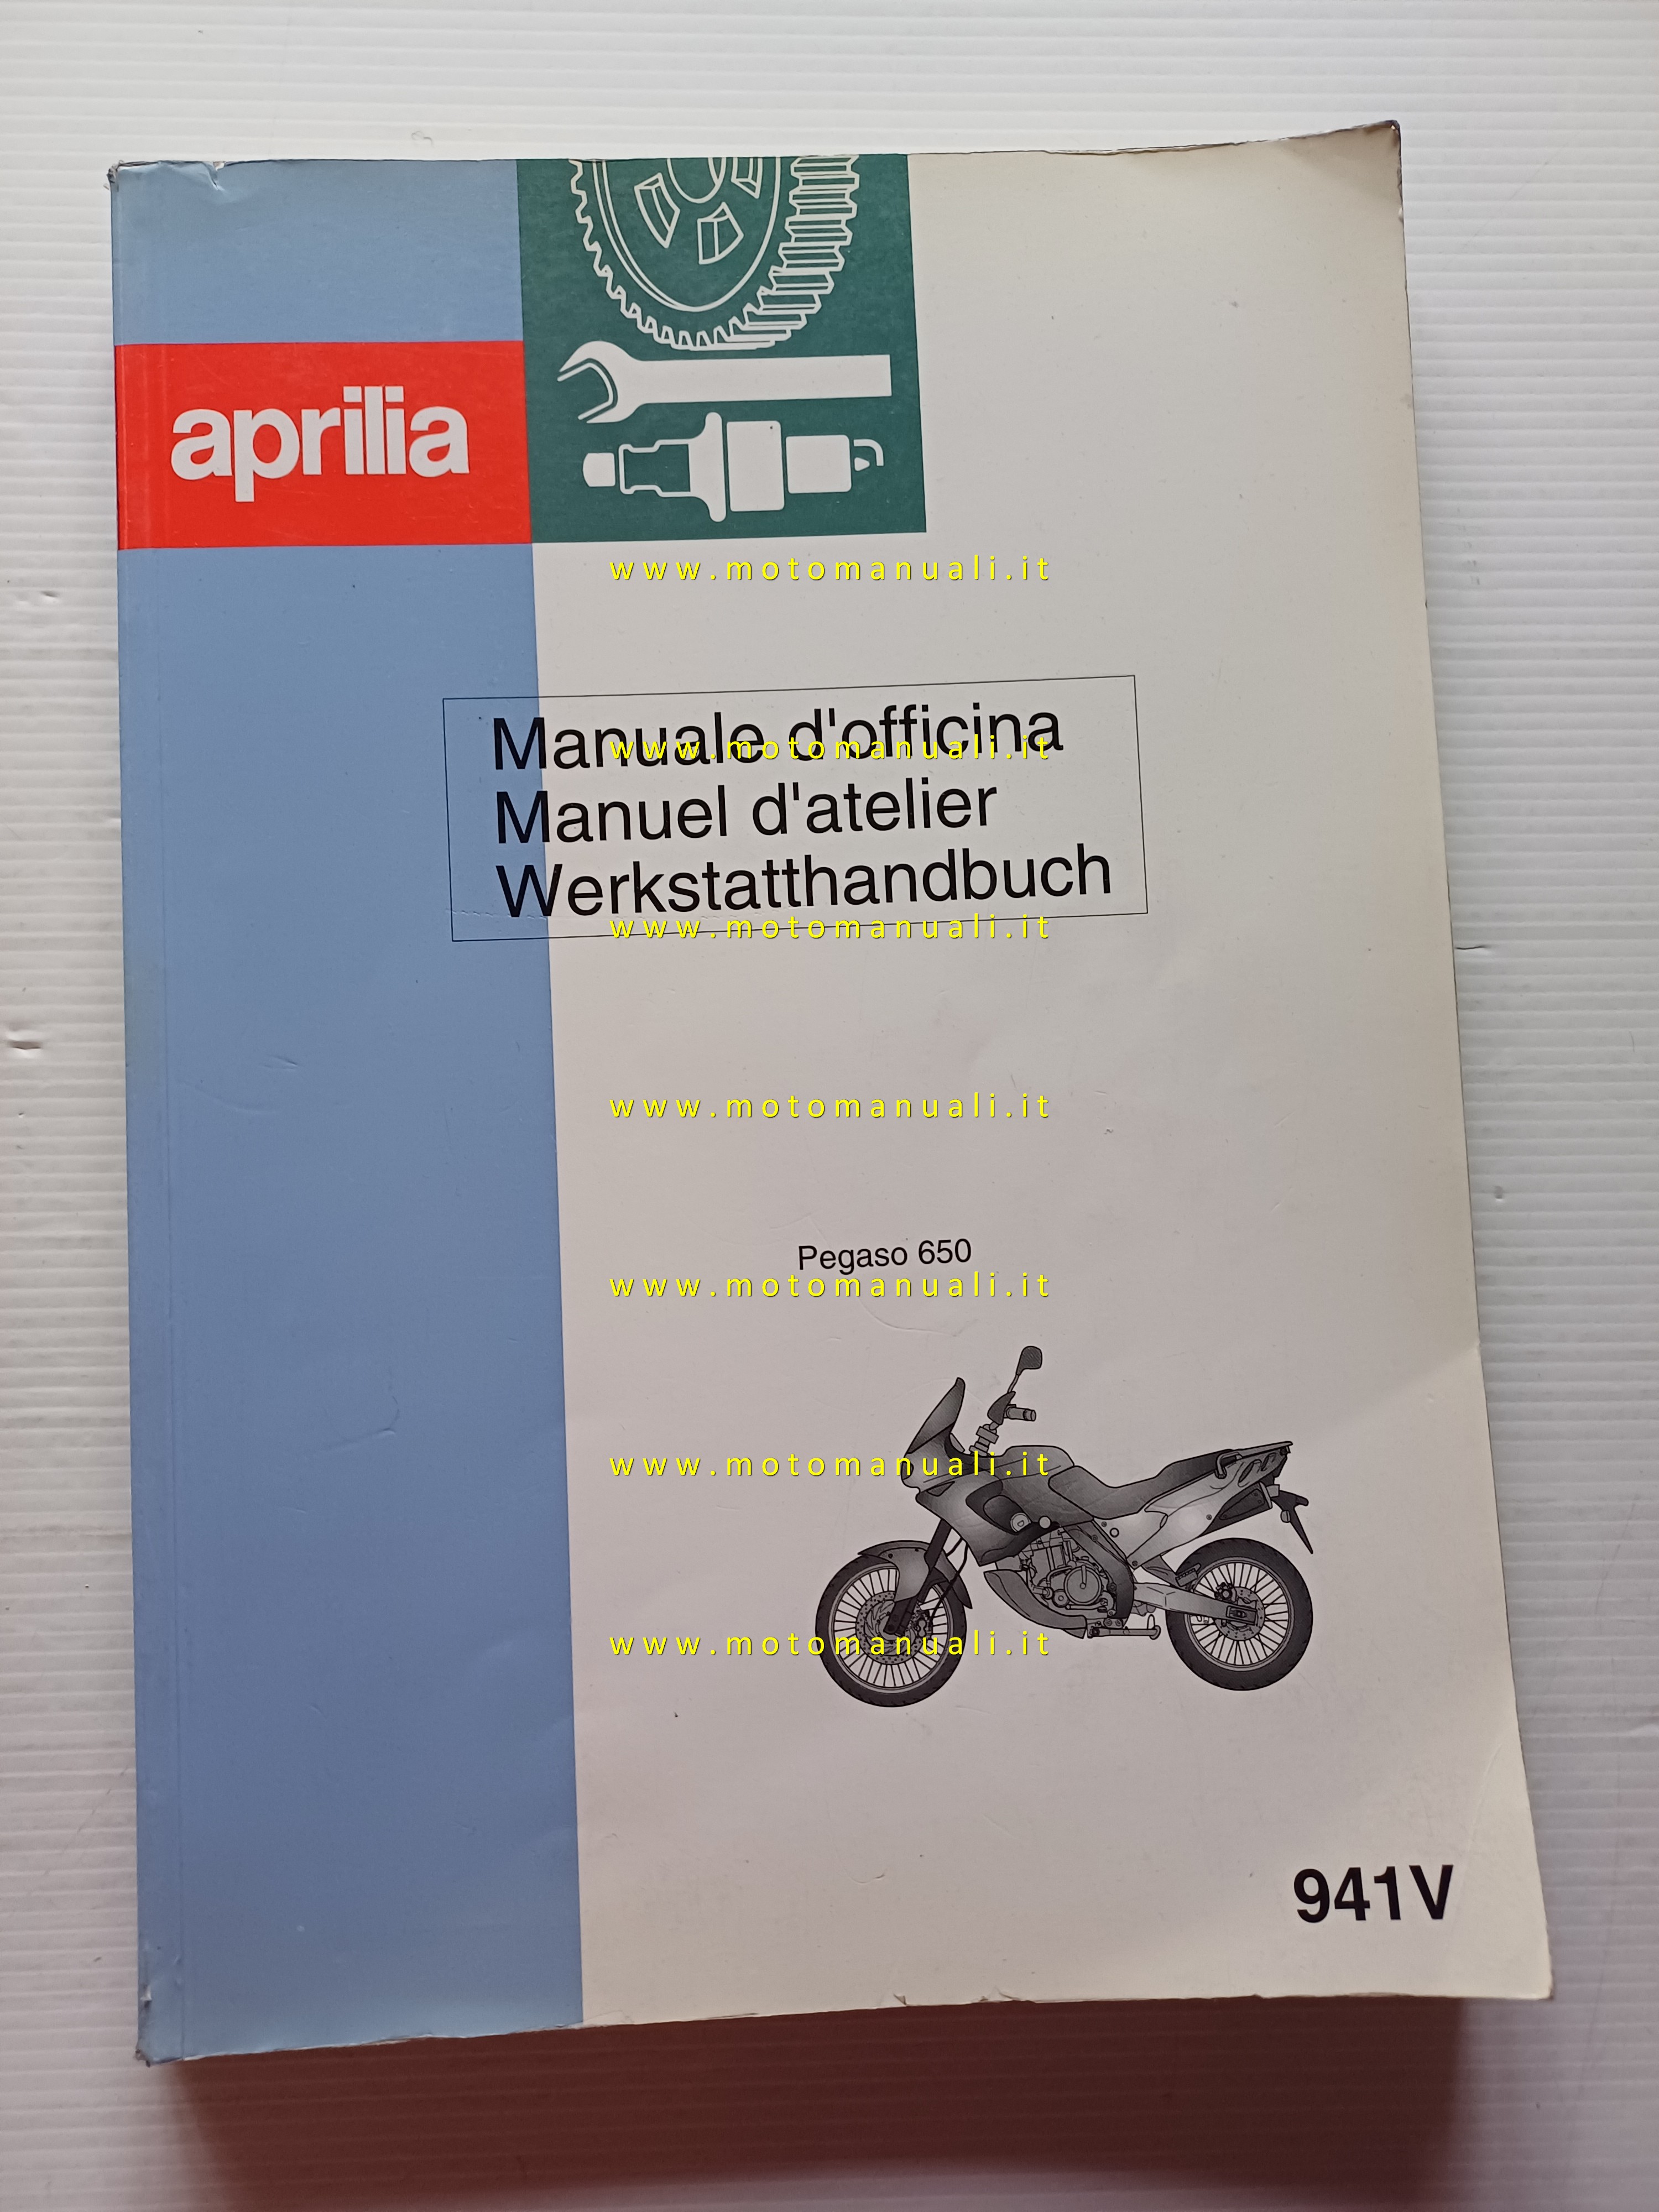 aprilia
www.motomanuali.it
Manuale d'officina
www.motomanuali.it
Manuel d'atelier
Werkstatthandbuch
www.motomanuali.it
www.motomanuali.it
Pegaso 650
www.motomanuali.it
www.motomanuali.it
www.motomanuali.it
941V